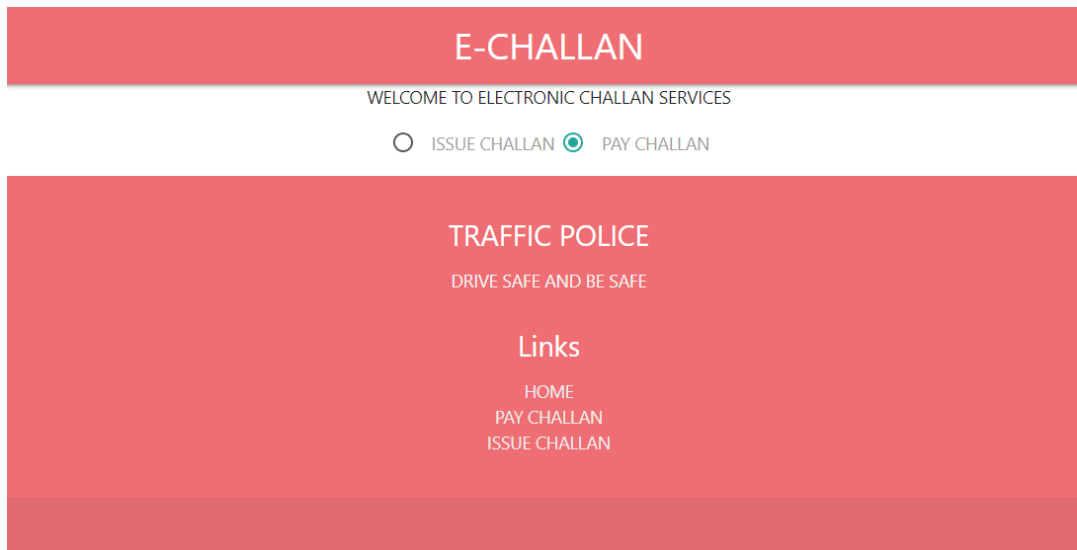 E-CHALLAN
WELCOME TO ELECTRONIC CHALLAN SERVICES
ISSUE CHALLAN PAY CHALLAN
TRAFFIC POLICE
DRIVE SAFE AND BE SAFE
Links
HOME
PAY CHALLAN
ISSUE CHALLAN